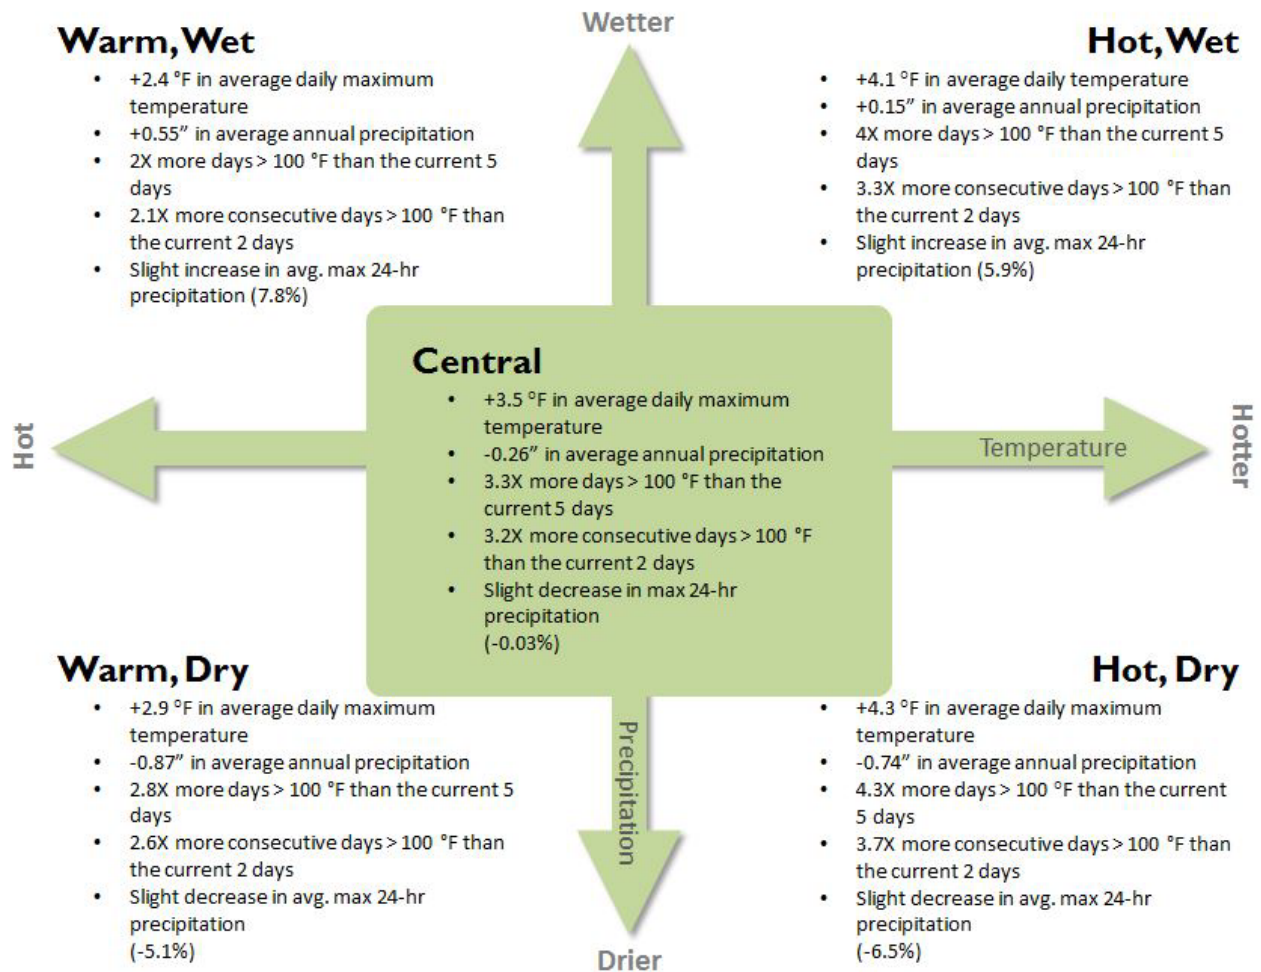 Wetter
Warm, Wet
• +2.4 °F in average daily maximum
temperature
• +0.55” in average annual precipitation
• 2X more days > 100 °F than the current 5
days
• 2.1X more consecutive days > 100 °F than
the current 2 days
• Slight increase in avg. max 24-hr
precipitation (7.8%)
Hot, Wet
• +4.1 °F in average daily temperature
• +0.15” in average annual precipitation
• 4X more days > 100 °F than the current 5
days
• 3.3X more consecutive days > 100 °F than
the current 2 days
• Slight increase in avg. max 24-hr
precipitation (5.9%)
Hot
Central
• +3.5 °F in average daily maximum
temperature
• -0.26” in average annual precipitation
• 3.3X more days > 100 °F than the
current 5 days
• 3.2X more consecutive days > 100 °F
than the current 2 days
• Slight decrease in max 24-hr
precipitation
(-0.03%)
Temperature
Hotter
Warm, Dry
• +2.9 °F in average daily maximum
temperature
• -0.87” in average annual precipitation
• 2.8X more days > 100 °F than the current 5
days
• 2.6X more consecutive days > 100 °F than
the current 2 days
• Slight decrease in avg. max 24-hr
precipitation
(-5.1%)
Precipitation
Drier
Hot, Dry
• +4.3 °F in average daily maximum
temperature
• -0.74” in average annual precipitation
• 4.3X more days > 100 °F than the current
5 days
• 3.7X more consecutive days > 100 °F than
the current 2 days
• Slight decrease in avg. max 24-hr
precipitation
(-6.5%)